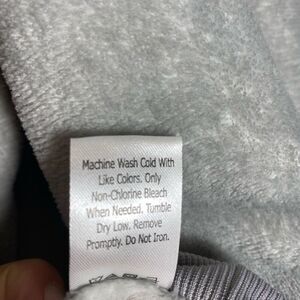 Machine Wash Cold With
Like Colors. Only
Non-Chlorine Bleach
When Needed. Tumble
Dry Low. Remove
Promptly. Do Not Iron.